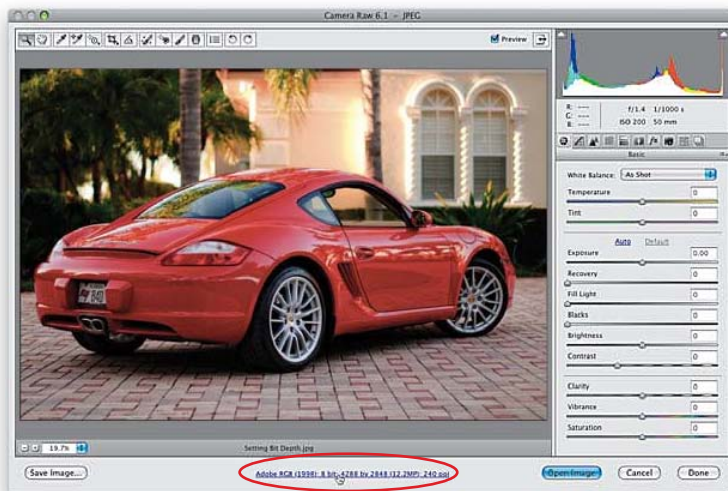 Camera Raw 6.1 – JPEG
Preview
R: ---
G: ---
B: ---
f/1.4 1/1000 s
ISO 200 50 mm
Basic
White Balance: As Shot
Temperature 0
Tint 0
Auto Default
Exposure 0.00
Recovery 0
Fill Light 0
Blacks 0
Brightness 0
Contrast 0
Clarity 0
Vibrance 0
Saturation 0
19.7%
Setting Bit Depth.jpg
Save Image...
Adobe RGB (1998); 8 bit; 4288 by 2848 (12.2MP); 240 ppi
Open Image
Cancel
Done